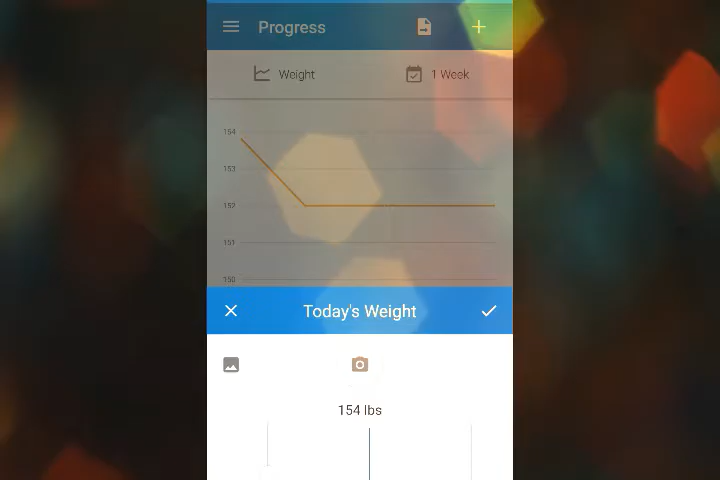 Progress
Weight
1 Week
154
153
152
151
150
Today's Weight
154 lbs